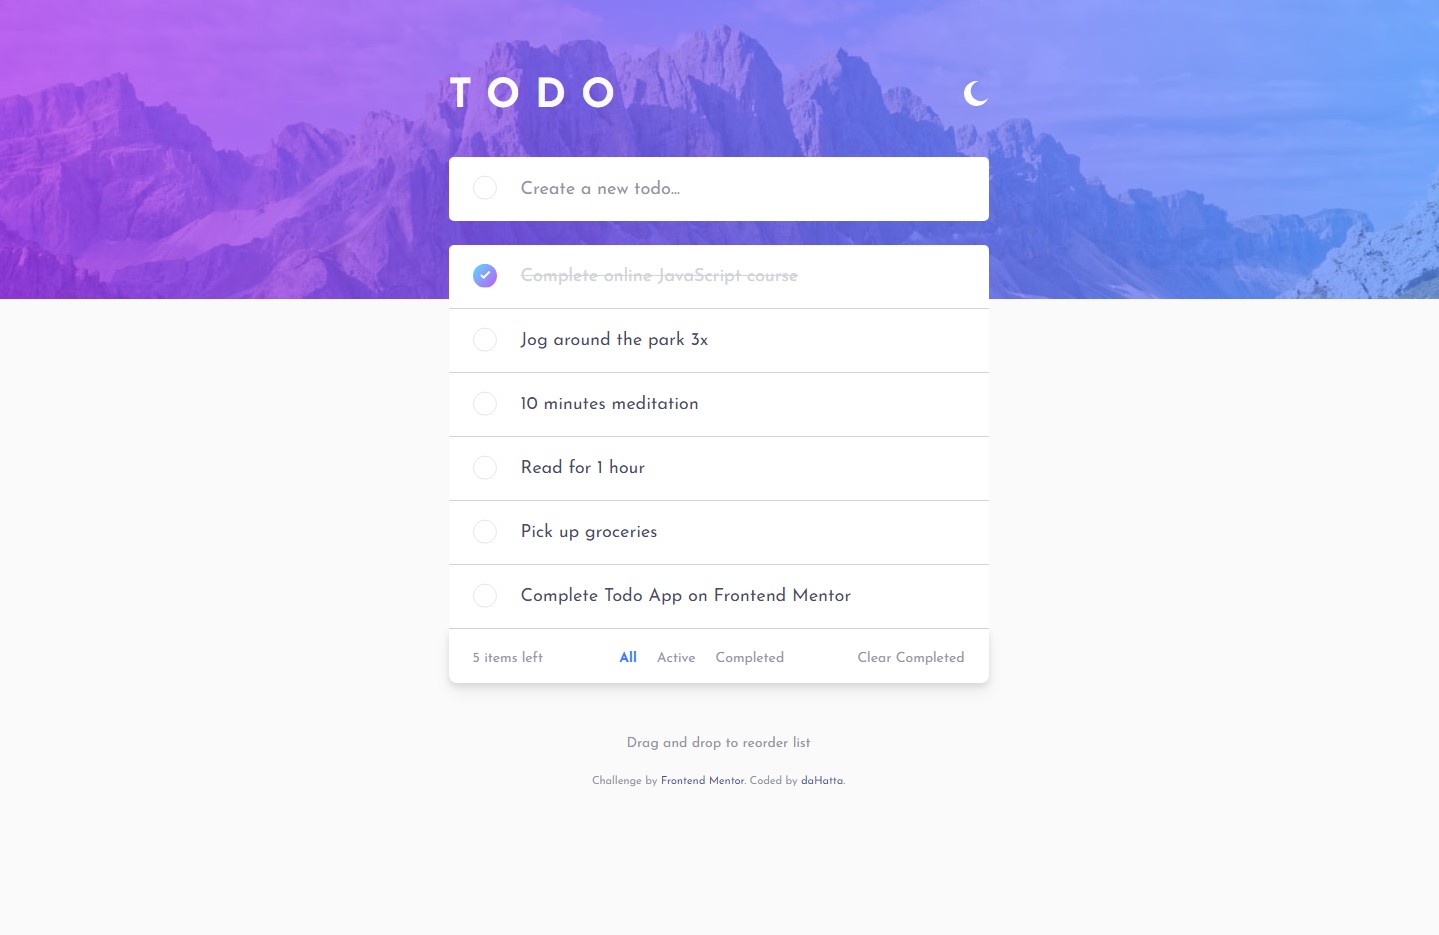 TODO
Create a new todo...
Complete online JavaScript course
Jog around the park 3x
10 minutes meditation
Read for 1 hour
Pick up groceries
Complete Todo App on Frontend Mentor
5 items left All Active Completed Clear Completed
Drag and drop to reorder list
Challenge by Frontend Mentor. Coded by daHatta.